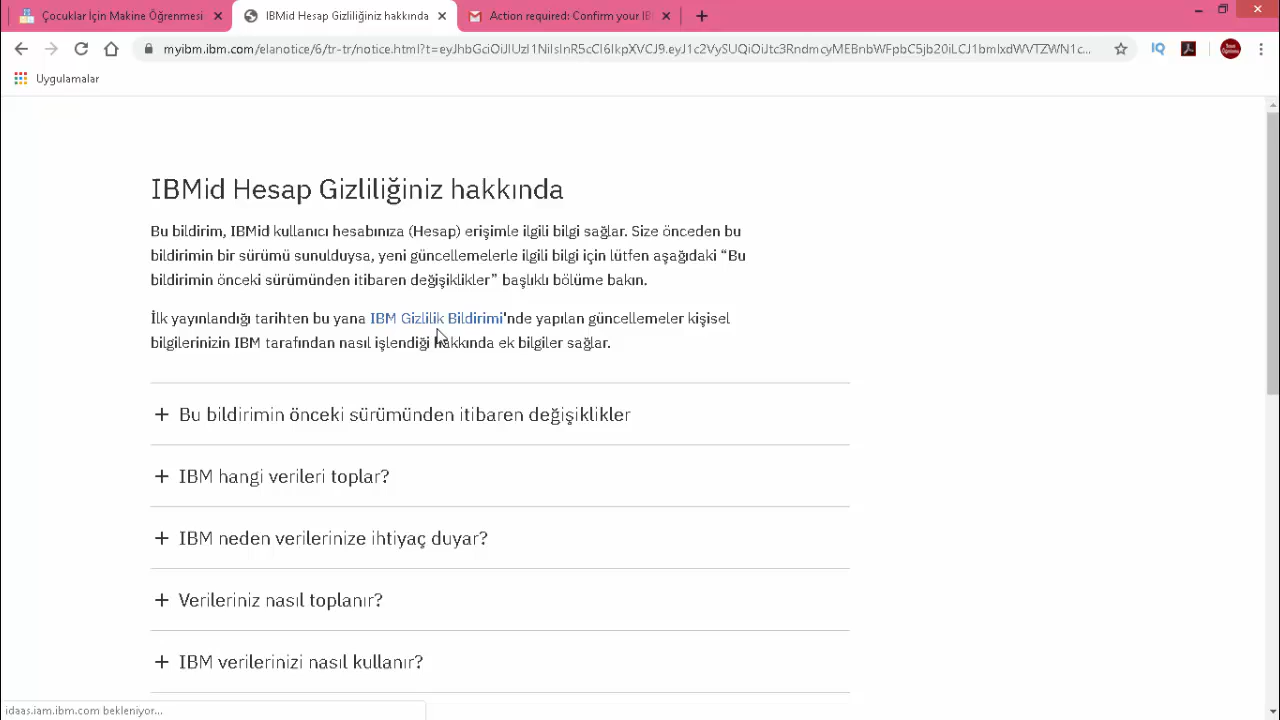 Çocuklar İçin Makine Öğrenmesi
IBMid Hesap Gizliliğiniz hakkında
Action required: Confirm your IB
myibm.ibm.com/elanotice/6/tr-tr/notice.html?t=
Uygulamalar
IBMid Hesap Gizliliğiniz hakkında
Bu bildirim, IBMid kullanıcı hesabınıza (Hesap) erişimle ilgili bilgi sağlar. Size önceden bu
bildirimin bir sürümü sunulduysa, yeni güncellemelerle ilgili bilgi için lütfen aşağıdaki “Bu
bildirimin önceki sürümünden itibaren değişiklikler” başlıklı bölüme bakın.
İlk yayınlandığı tarihten bu yana IBM Gizlilik Bildirimi'nde yapılan güncellemeler kişisel
bilgilerinizin IBM tarafından nasıl işlendiği hakkında ek bilgiler sağlar.
+ Bu bildirimin önceki sürümünden itibaren değişiklikler
+ IBM hangi verileri toplar?
+ IBM neden verilerinize ihtiyaç duyar?
+ Verileriniz nasıl toplanır?
+ IBM verilerinizi nasıl kullanır?
idaas.iam.ibm.com bekleniyor...